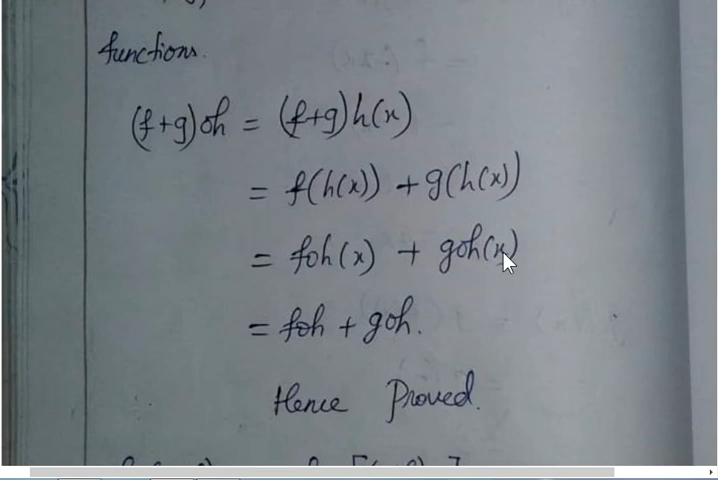 functions.
(f+g)oh = (f+g)h(x)
= f(h(x)) + g(h(x))
= foh(x) + goh(x)
= foh + goh.
Hence Proved.